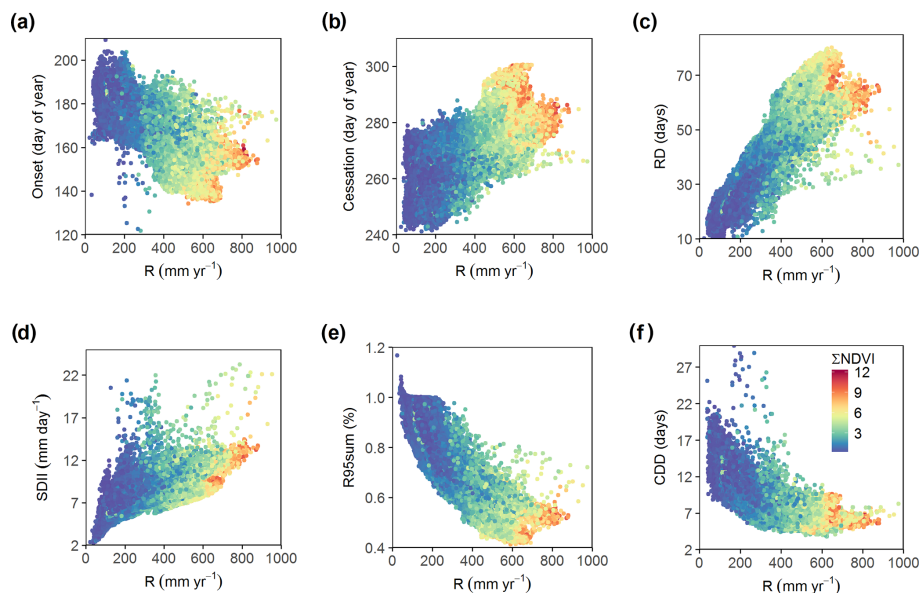 (a)
Onset (day of year)
200
180
160
140
120
0 200 400 600 800 1000
R (mm yr⁻¹)
(b)
Cessation (day of year)
300
280
260
240
0 200 400 600 800 1000
R (mm yr⁻¹)
(c)
RD (days)
70
50
30
10
0 200 400 600 800 1000
R (mm yr⁻¹)
(d)
SDII (mm day⁻¹)
22
17
12
7
2
0 200 400 600 800 1000
R (mm yr⁻¹)
(e)
R95sum (%)
1.2
1.0
0.8
0.6
0.4
0 200 400 600 800 1000
R (mm yr⁻¹)
(f)
CDD (days)
27
22
17
12
7
2
0 200 400 600 800 1000
R (mm yr⁻¹)
ΣNDVI
12
9
6
3